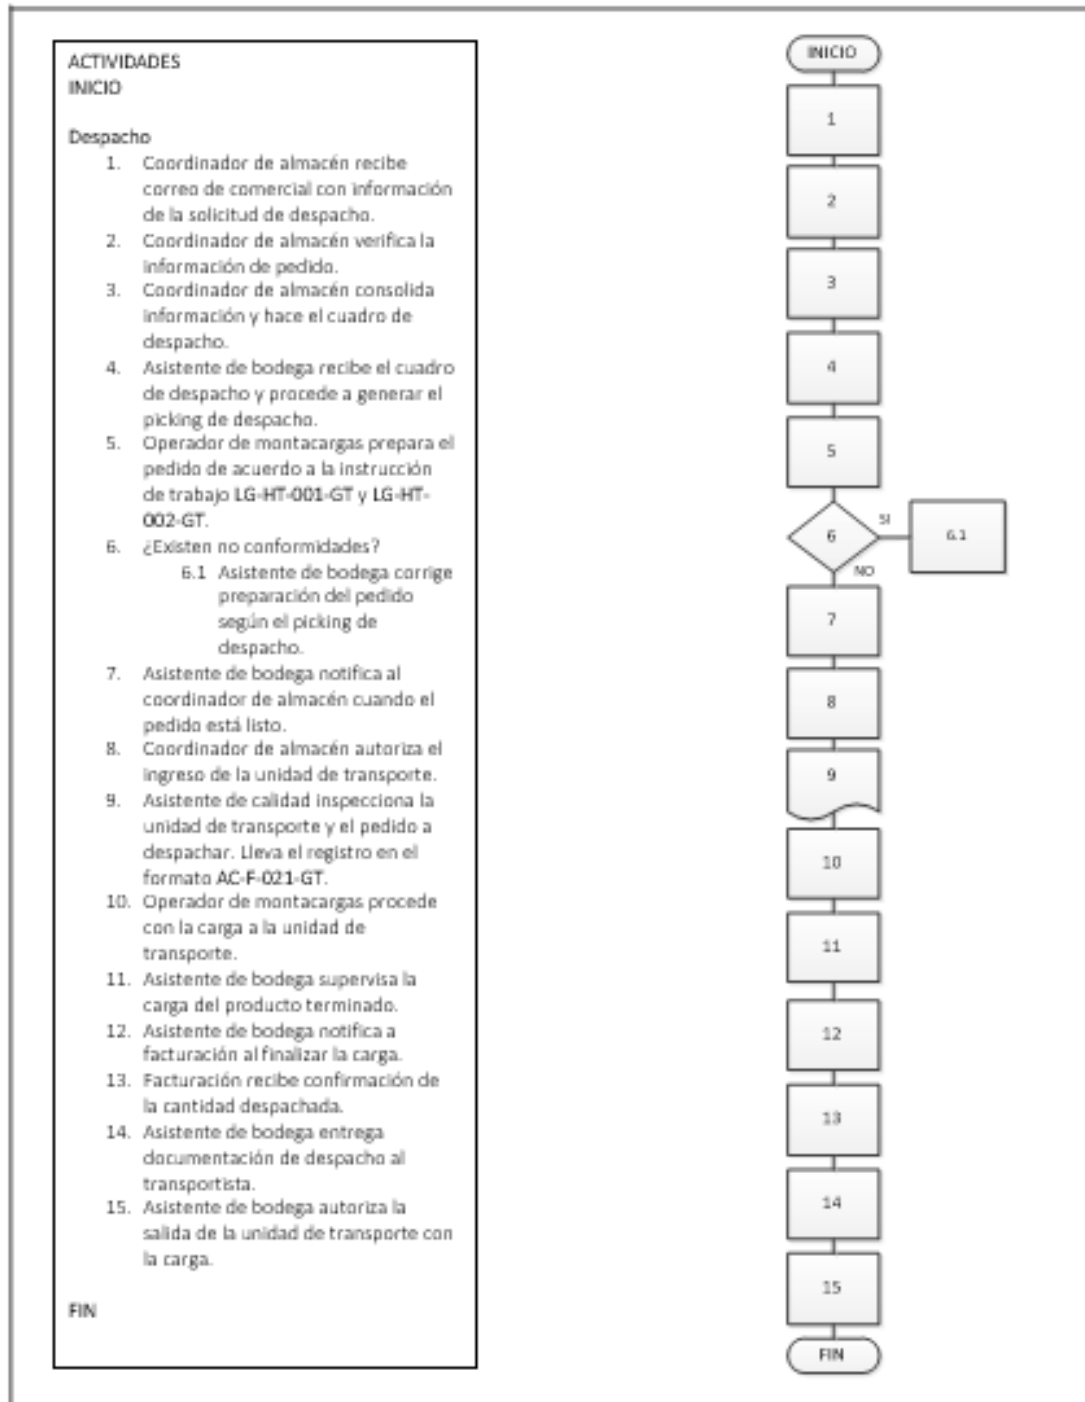 ACTIVIDADES
INICIO
Despacho
1. Coordinador de almacén recibe
correo de comercial con información
de la solicitud de despacho.
2. Coordinador de almacén verifica la
información de pedido.
3. Coordinador de almacén consolida
información y hace el cuadro de
despacho.
4. Asistente de bodega recibe el cuadro
de despacho y procede a generar el
picking de despacho.
5. Operador de montacargas prepara el
pedido de acuerdo a la instrucción
de trabajo LG-HT-001-GT y LG-HT-
002-GT.
6. ¿Existen no conformidades?
6.1 Asistente de bodega corrige
preparación del pedido
según el picking de
despacho.
7. Asistente de bodega notifica al
coordinador de almacén cuando el
pedido está listo.
8. Coordinador de almacén autoriza el
ingreso de la unidad de transporte.
9. Asistente de calidad inspecciona la
unidad de transporte y el pedido a
despachar. Lleva el registro en el
formato AC-F-021-GT.
10. Operador de montacargas procede
con la carga a la unidad de
transporte.
11. Asistente de bodega supervisa la
carga del producto terminado.
12. Asistente de bodega notifica a
facturación al finalizar la carga.
13. Facturación recibe confirmación de
la cantidad despachada.
14. Asistente de bodega entrega
documentación de despacho al
transportista.
15. Asistente de bodega autoriza la
salida de la unidad de transporte con
la carga.
FIN
INICIO
1
2
3
4
5
6
SI
6.1
NO
7
8
9
10
11
12
13
14
15
FIN